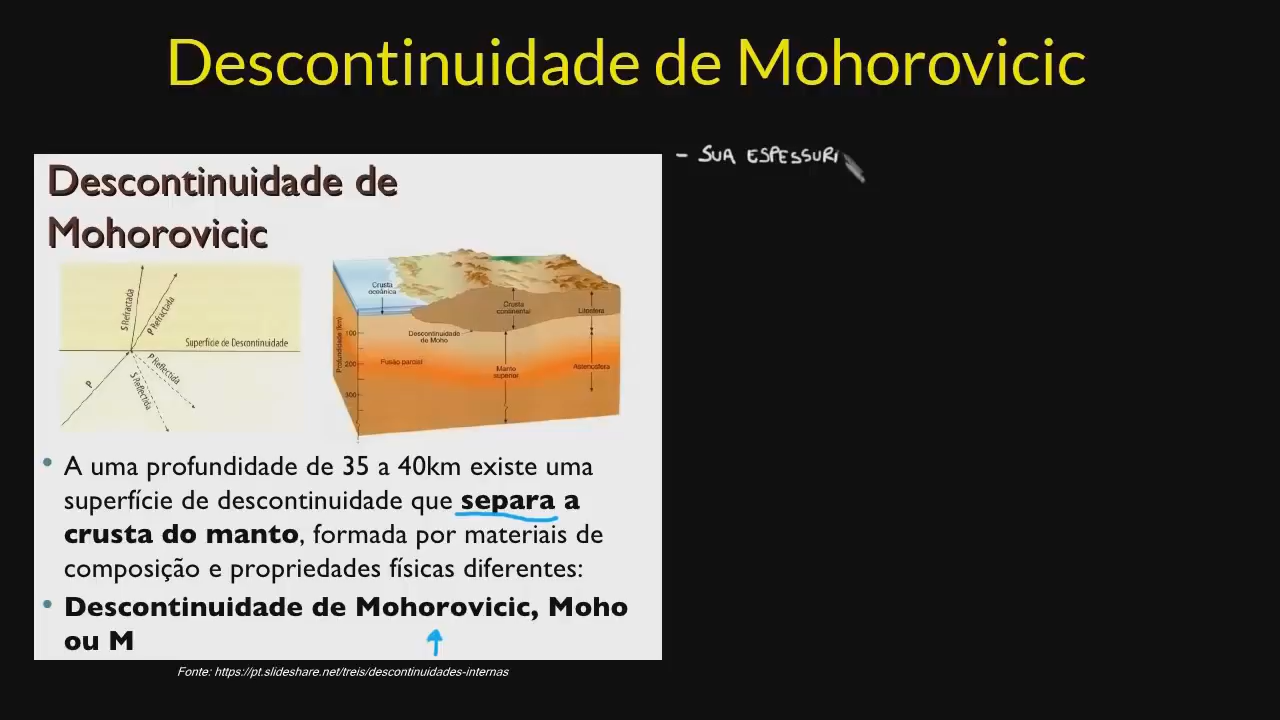 Descontinuidade de Mohorovicic
- SUA ESPESSUR
Descontinuidade de
Mohorovicic
S Refractada
P Refractada
Superfície de Descontinuidade
P Reflectida
S Reflectida
P
Crusta
oceânica
Crusta
continental
Litosfera
Descontinuidade
de Moho
Profundidade (km)
100
200
300
Fusão parcial
Manto
superior
Astenosfera
• A uma profundidade de 35 a 40km existe uma
superfície de descontinuidade que separa a
crusta do manto, formada por materiais de
composição e propriedades físicas diferentes:
• Descontinuidade de Mohorovicic, Moho
ou M
Fonte: https://pt.slideshare.net/treis/descontinuidades-internas